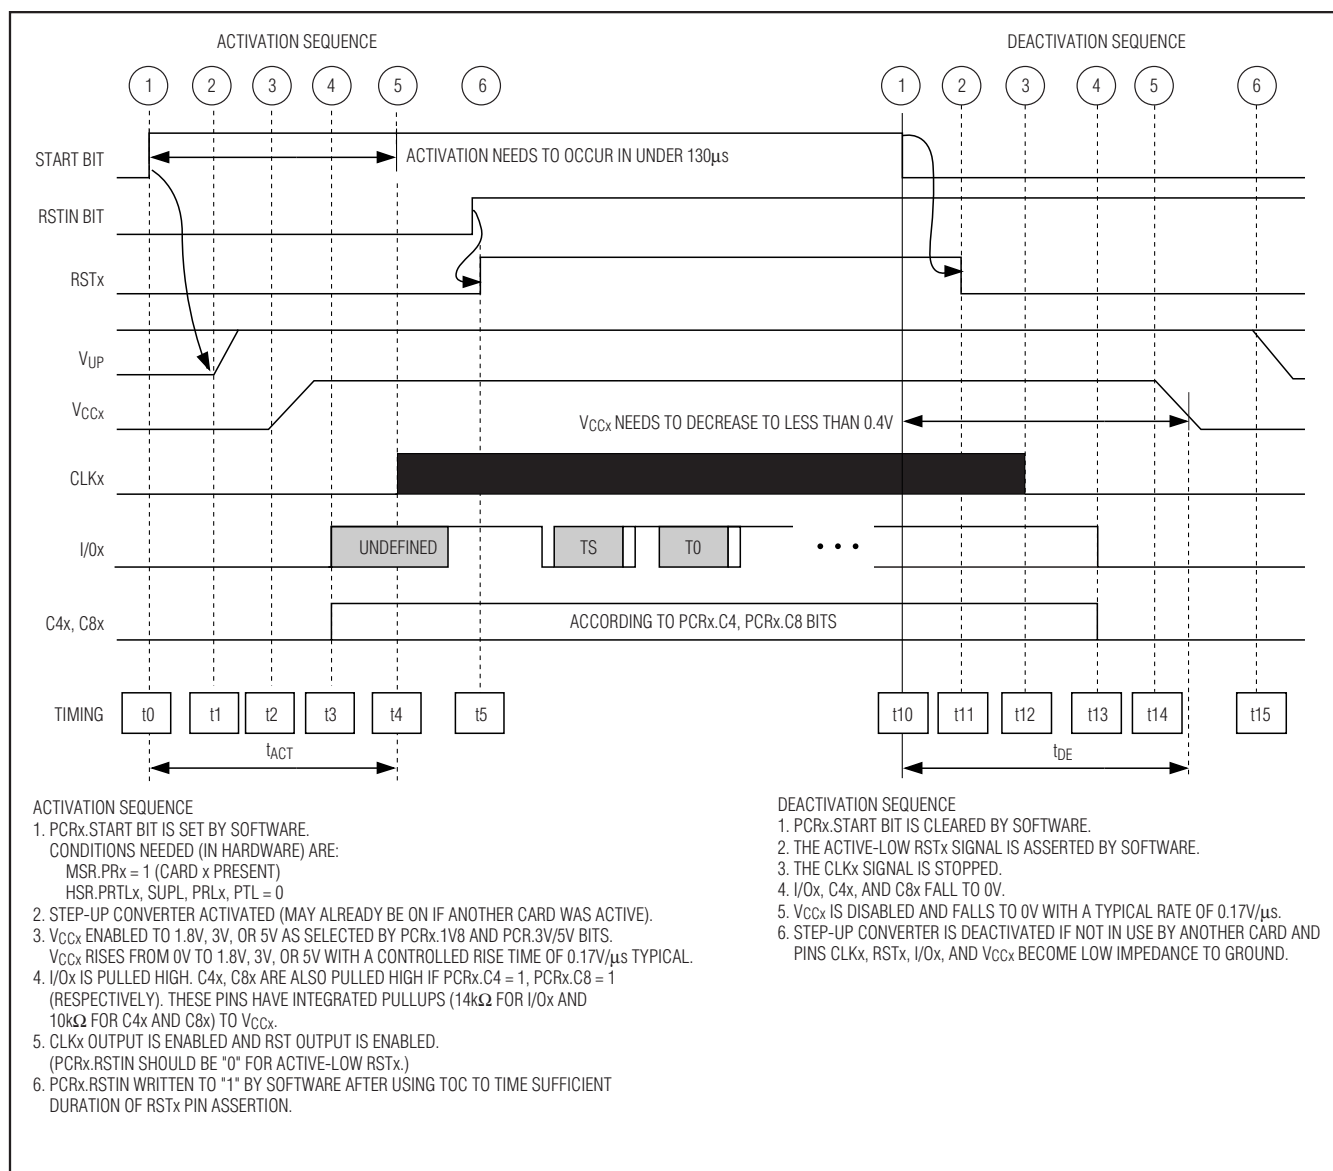 ACTIVATION SEQUENCE
DEACTIVATION SEQUENCE
1 2 3 4 5 6 1 2 3 4 5 6
START BIT
ACTIVATION NEEDS TO OCCUR IN UNDER 130µs
RSTIN BIT
RSTx
VUP
VCCx
VCCx NEEDS TO DECREASE TO LESS THAN 0.4V
CLKx
I/0x
UNDEFINED
TS
T0
C4x, C8x
ACCORDING TO PCRx.C4, PCRx.C8 BITS
TIMING t0 t1 t2 t3 t4 t5 t10 t11 t12 t13 t14 t15
tACT
tDE
ACTIVATION SEQUENCE
1. PCRx.START BIT IS SET BY SOFTWARE.
CONDITIONS NEEDED (IN HARDWARE) ARE:
MSR.PRx = 1 (CARD x PRESENT)
HSR.PRTLx, SUPL, PRLx, PTL = 0
2. STEP-UP CONVERTER ACTIVATED (MAY ALREADY BE ON IF ANOTHER CARD WAS ACTIVE).
3. VCCx ENABLED TO 1.8V, 3V, OR 5V AS SELECTED BY PCRx.1V8 AND PCR.3V/5V BITS.
VCCx RISES FROM 0V TO 1.8V, 3V, OR 5V WITH A CONTROLLED RISE TIME OF 0.17V/µs TYPICAL.
4. I/Ox IS PULLED HIGH. C4x, C8x ARE ALSO PULLED HIGH IF PCRx.C4 = 1, PCRx.C8 = 1
(RESPECTIVELY). THESE PINS HAVE INTEGRATED PULLUPS (14kΩ FOR I/Ox AND
10kΩ FOR C4x AND C8x) TO VCCx.
5. CLKx OUTPUT IS ENABLED AND RST OUTPUT IS ENABLED.
(PCRx.RSTIN SHOULD BE "0" FOR ACTIVE-LOW RSTx.)
6. PCRx.RSTIN WRITTEN TO "1" BY SOFTWARE AFTER USING TOC TO TIME SUFFICIENT
DURATION OF RSTx PIN ASSERTION.
DEACTIVATION SEQUENCE
1. PCRx.START BIT IS CLEARED BY SOFTWARE.
2. THE ACTIVE-LOW RSTx SIGNAL IS ASSERTED BY SOFTWARE.
3. THE CLKx SIGNAL IS STOPPED.
4. I/Ox, C4x, AND C8x FALL TO 0V.
5. VCCx IS DISABLED AND FALLS TO 0V WITH A TYPICAL RATE OF 0.17V/µs.
6. STEP-UP CONVERTER IS DEACTIVATED IF NOT IN USE BY ANOTHER CARD AND
PINS CLKx, RSTx, I/Ox, AND VCCx BECOME LOW IMPEDANCE TO GROUND.